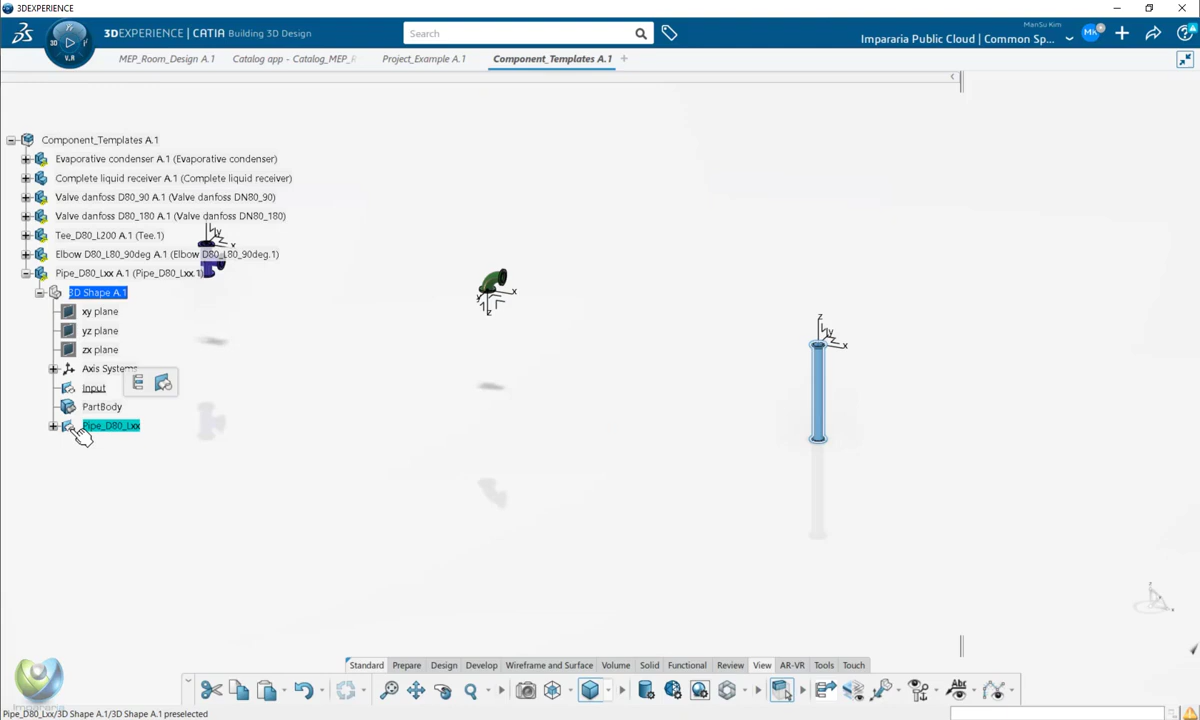 3DEXPERIENCE
3DEXPERIENCE | CATIA Building 3D Design
Search
ManSu Kim
Impararia Public Cloud | Common Sp...
MK
3D
V.R
MEP_Room_Design A.1
Catalog app - Catalog_MEP_R
Project_Example A.1
Component_Templates A.1
Component_Templates A.1
Evaporative condenser A.1 (Evaporative condenser)
Complete liquid receiver A.1 (Complete liquid receiver)
Valve danfoss D80_90 A.1 (Valve danfoss DN80_90)
Valve danfoss D80_180 A.1 (Valve danfoss DN80_180)
Tee_D80_L200 A.1 (Tee.1)
Elbow D80_L80_90deg A.1 (Elbow D80_L80_90deg.1)
Pipe_D80_Lxx A.1 (Pipe_D80_Lxx.1)
3D Shape A.1
xy plane
yz plane
zx plane
Axis Systems
Input
PartBody
Pipe_D80_Lxx
y
x
x
z
z
y
x
Standard
Prepare
Design
Develop
Wireframe and Surface
Volume
Solid
Functional
Review
View
AR-VR
Tools
Touch
Abc
Impararia
Pipe_D80_Lxx/3D Shape A.1/3D Shape A.1 preselected